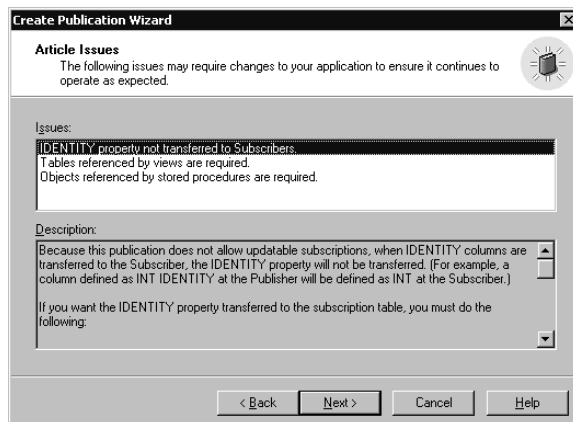 Create Publication Wizard
Article Issues
The following issues may require changes to your application to ensure it continues to
operate as expected.
Issues:
IDENTITY property not transferred to Subscribers.
Tables referenced by views are required.
Objects referenced by stored procedures are required.
Description:
Because this publication does not allow updatable subscriptions, when IDENTITY columns are
transferred to the Subscriber, the IDENTITY property will not be transferred. (For example, a
column defined as INT IDENTITY at the Publisher will be defined as INT at the Subscriber.)
If you want the IDENTITY property transferred to the subscription table, you must do the
following:
< Back Next > Cancel Help